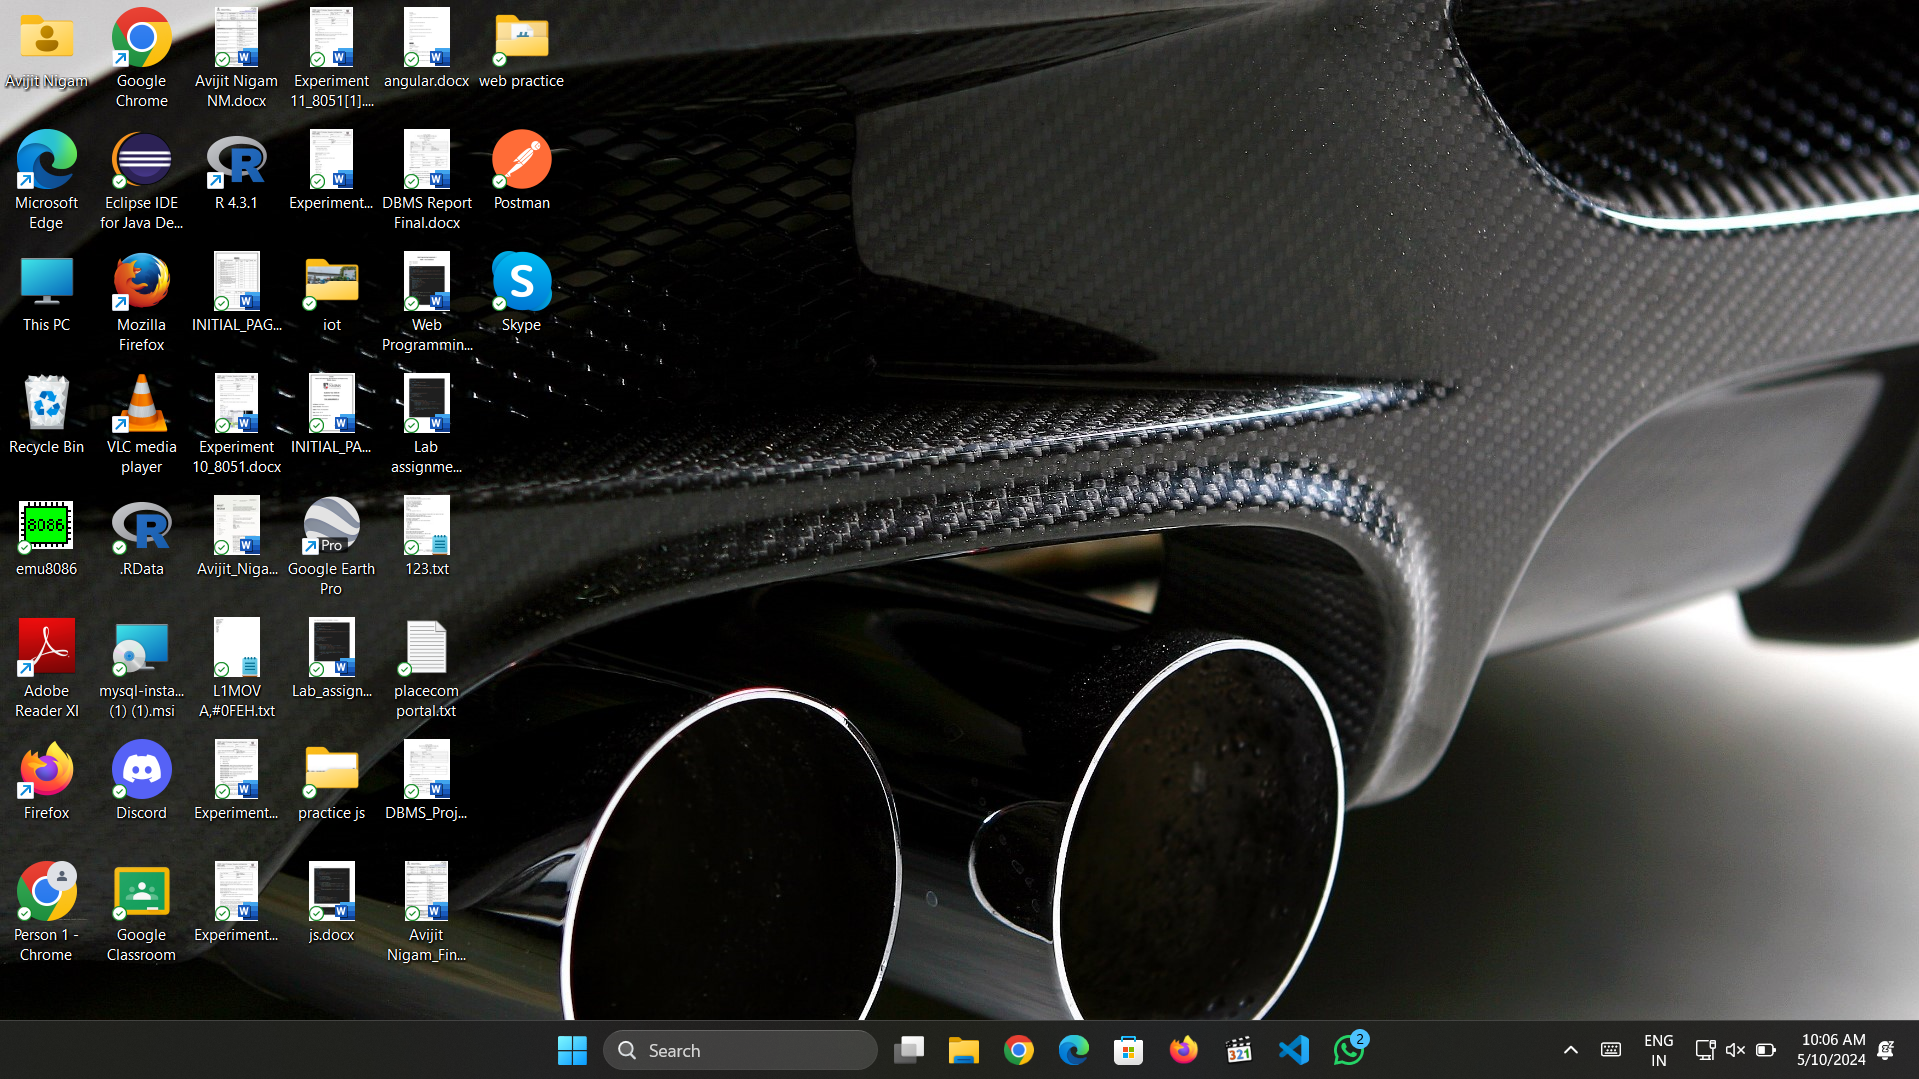 Avijit Nigam
Google
Chrome
Avijit Nigam
NM.docx
Experiment
11_8051[1]....
angular.docx
web practice
Microsoft
Edge
Eclipse IDE
for Java De...
R 4.3.1
Experiment...
DBMS Report
Final.docx
Postman
This PC
Mozilla
Firefox
INITIAL_PAG...
iot
Web
Programmin...
S
Skype
Recycle Bin
VLC media
player
Experiment
10_8051.docx
INITIAL_PA...
Lab
assignme...
8086
emu8086
.RData
Avijit_Niga...
Pro
Google Earth
Pro
123.txt
Adobe
Reader XI
mysql-insta...
(1) (1).msi
L1MOV
A,#0FEH.txt
Lab_assign...
placecom
portal.txt
Firefox
Discord
Experiment...
practice js
DBMS_Proj...
Person 1 -
Chrome
Google
Classroom
Experiment...
js.docx
Avijit
Nigam_Fin...
Search
321
2
ENG
IN
10:06 AM
5/10/2024